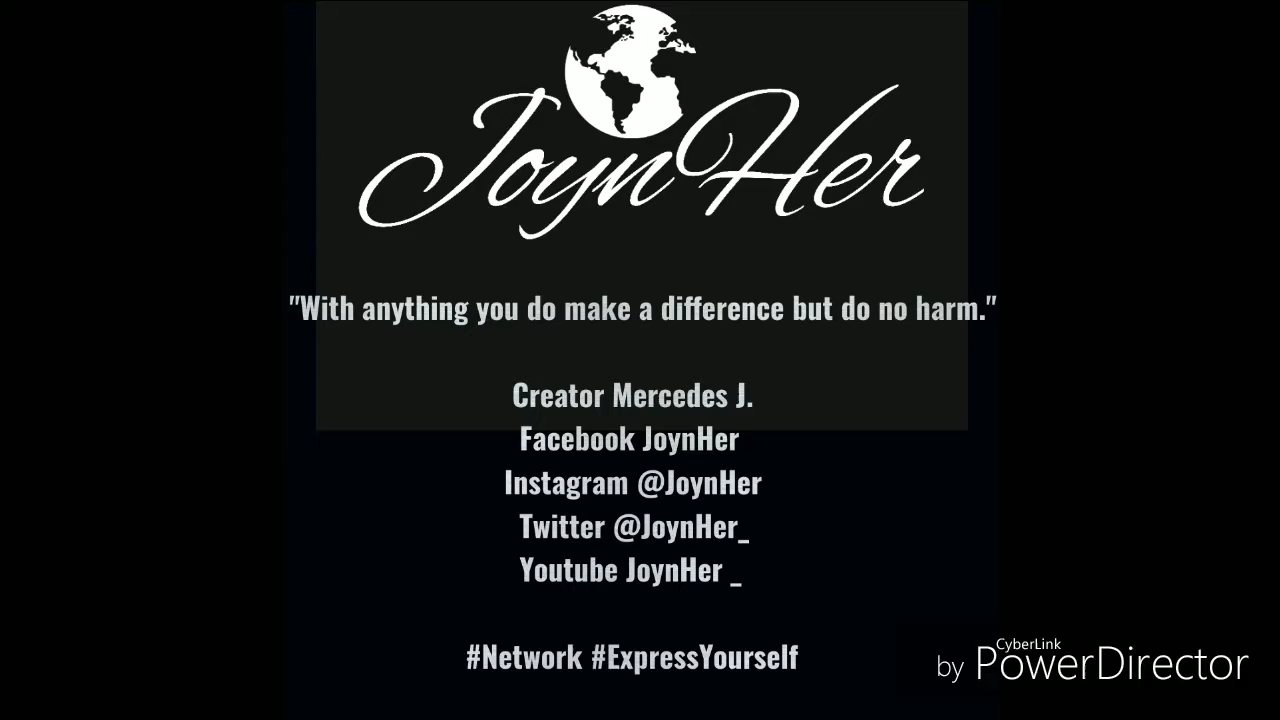 JoynHer
"With anything you do make a difference but do no harm."
Creator Mercedes J.
Facebook JoynHer
Instagram @JoynHer
Twitter @JoynHer_
Youtube JoynHer _
#Network #ExpressYourself
CyberLink
by PowerDirector